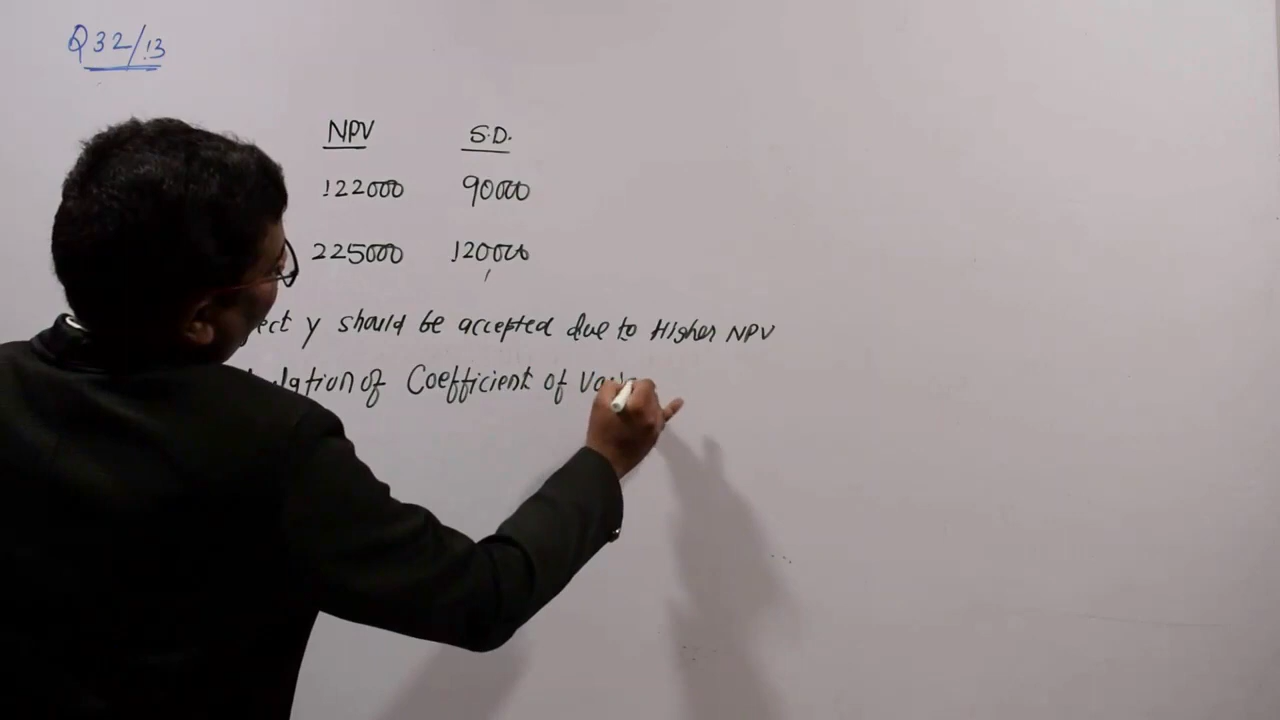 Q32/13
NPV S.D.
122000 90000
225000 120000
ect y should be accepted due to Higher NPV
lation of Coefficient of Va